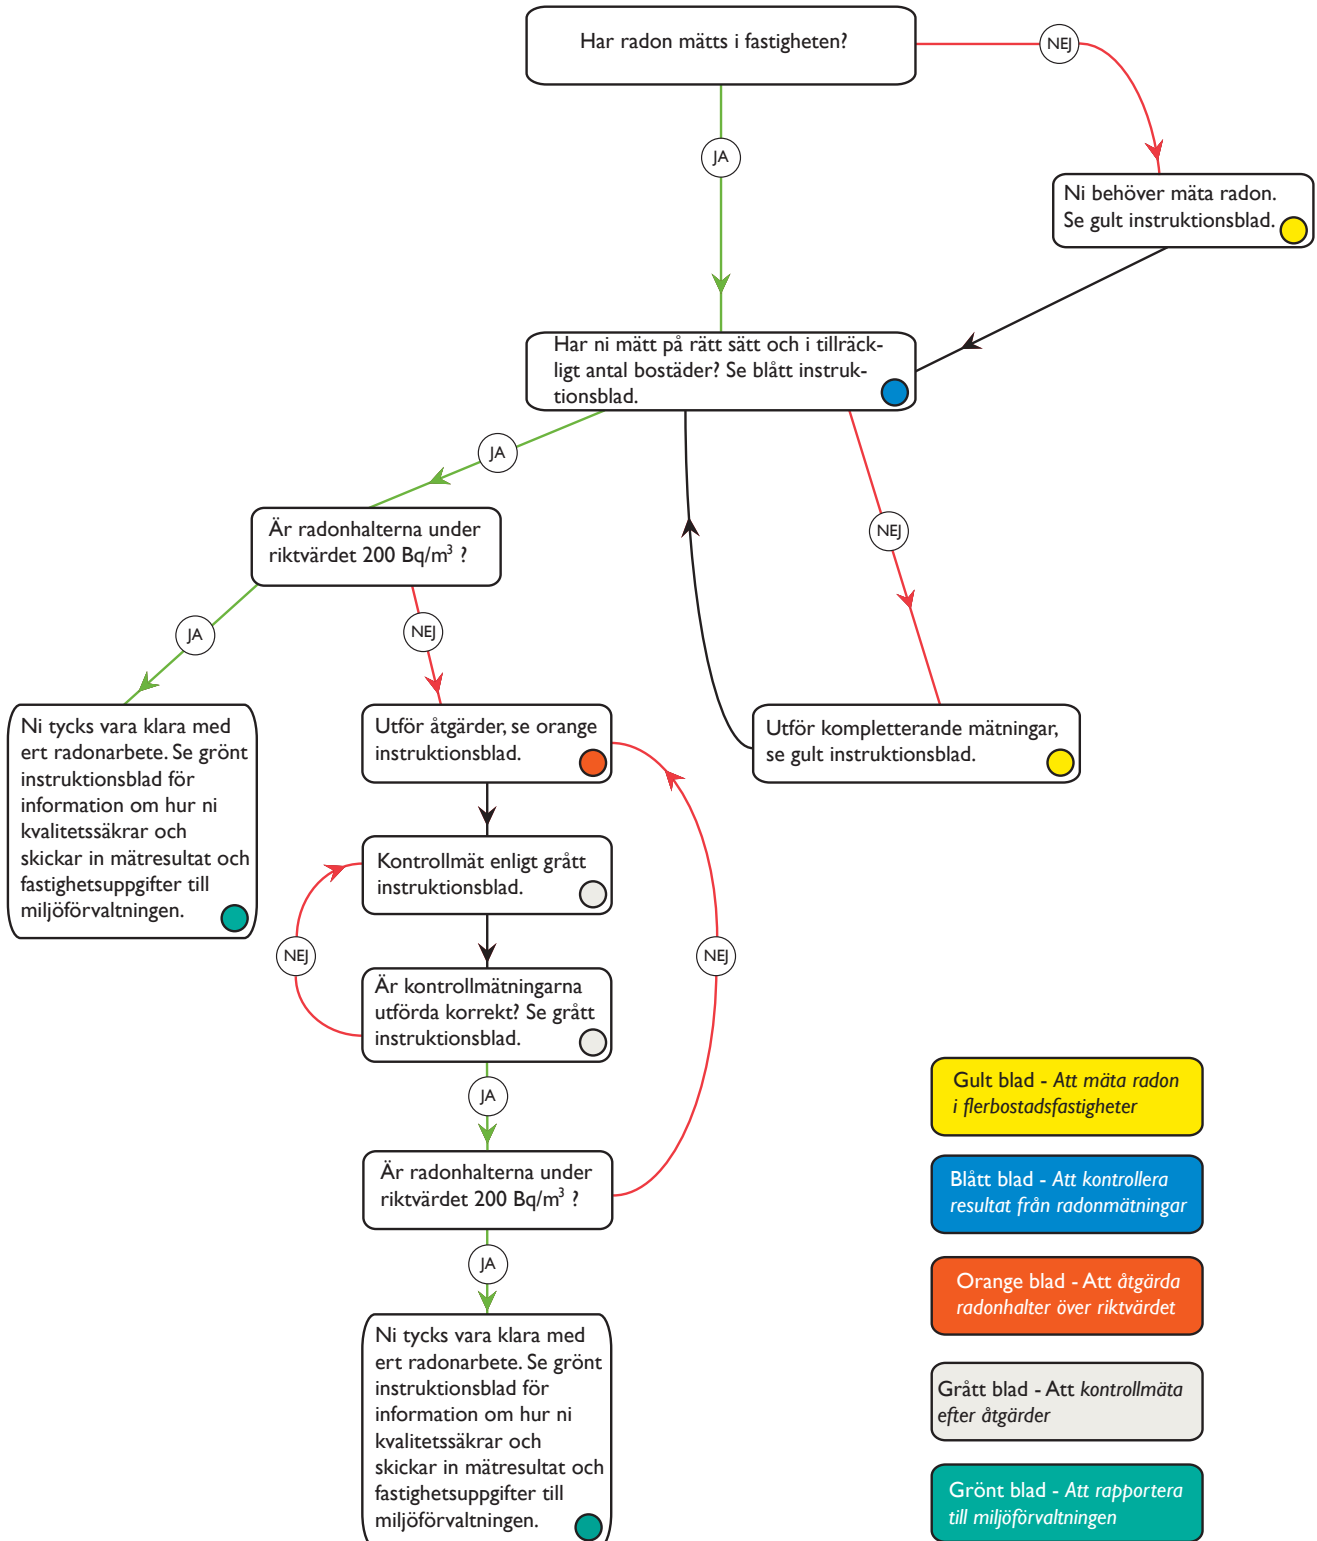 Har radon mätts i fastigheten?
NEJ
JA
Ni behöver mäta radon.
Se gult instruktionsblad.
Har ni mätt på rätt sätt och i tillräck-
ligt antal bostäder? Se blått instruk-
tionsblad.
JA
NEJ
Är radonhalterna under
riktvärdet 200 Bq/m³ ?
JA
NEJ
Ni tycks vara klara med
ert radonarbete. Se grönt
instruktionsblad för
information om hur ni
kvalitetssäkrar och
skickar in mätresultat och
fastighetsuppgifter till
miljöförvaltningen.
Utför åtgärder, se orange
instruktionsblad.
Utför kompletterande mätningar,
se gult instruktionsblad.
Kontrollmät enligt grått
instruktionsblad.
NEJ
NEJ
Är kontrollmätningarna
utförda korrekt? Se grått
instruktionsblad.
JA
Är radonhalterna under
riktvärdet 200 Bq/m³ ?
JA
Ni tycks vara klara med
ert radonarbete. Se grönt
instruktionsblad för
information om hur ni
kvalitetssäkrar och
skickar in mätresultat och
fastighetsuppgifter till
miljöförvaltningen.
Gult blad - Att mäta radon
i flerbostadsfastigheter
Blått blad - Att kontrollera
resultat från radonmätningar
Orange blad - Att åtgärda
radonhalter över riktvärdet
Grått blad - Att kontrollmäta
efter åtgärder
Grönt blad - Att rapportera
till miljöförvaltningen